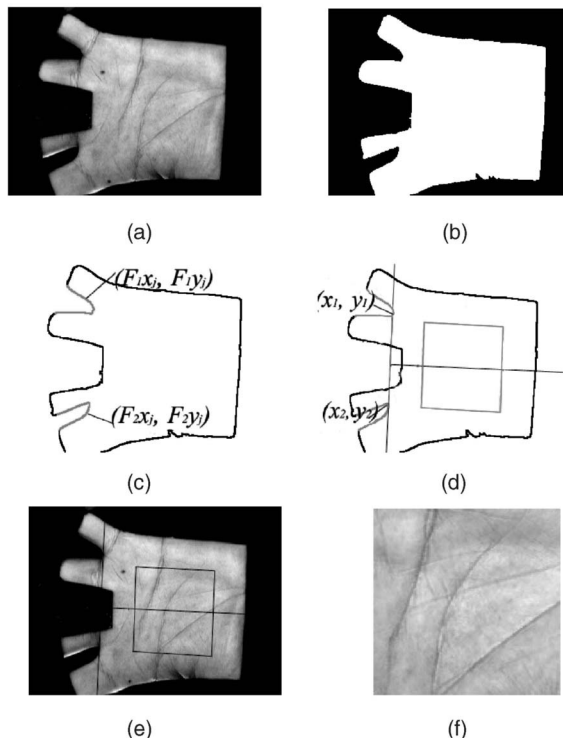 (a)
(b)
(F₁xⱼ, F₁yⱼ)
(F₂xⱼ, F₂yⱼ)
(c)
(x₁, y₁)
(x₂, y₂)
(d)
(e)
(f)